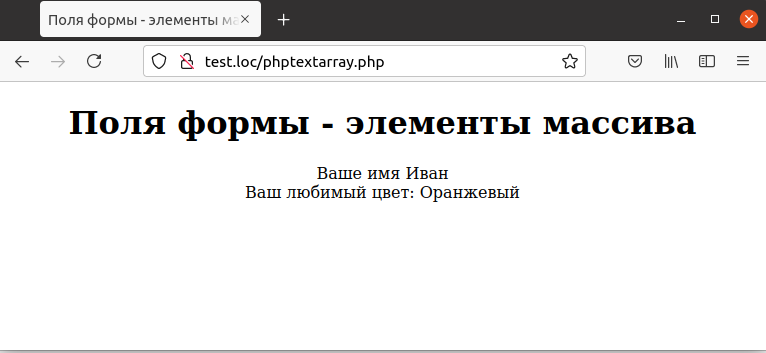 Поля формы - элементы ма
test.loc/phptextarray.php
Поля формы - элементы массива
Ваше имя Иван
Ваш любимый цвет: Оранжевый